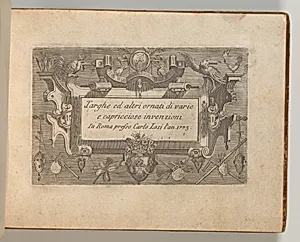 Targhe ed altri ornati di varie
e capricciose invenzioni
In Roma presso Carlo Losi l'an. 1773.